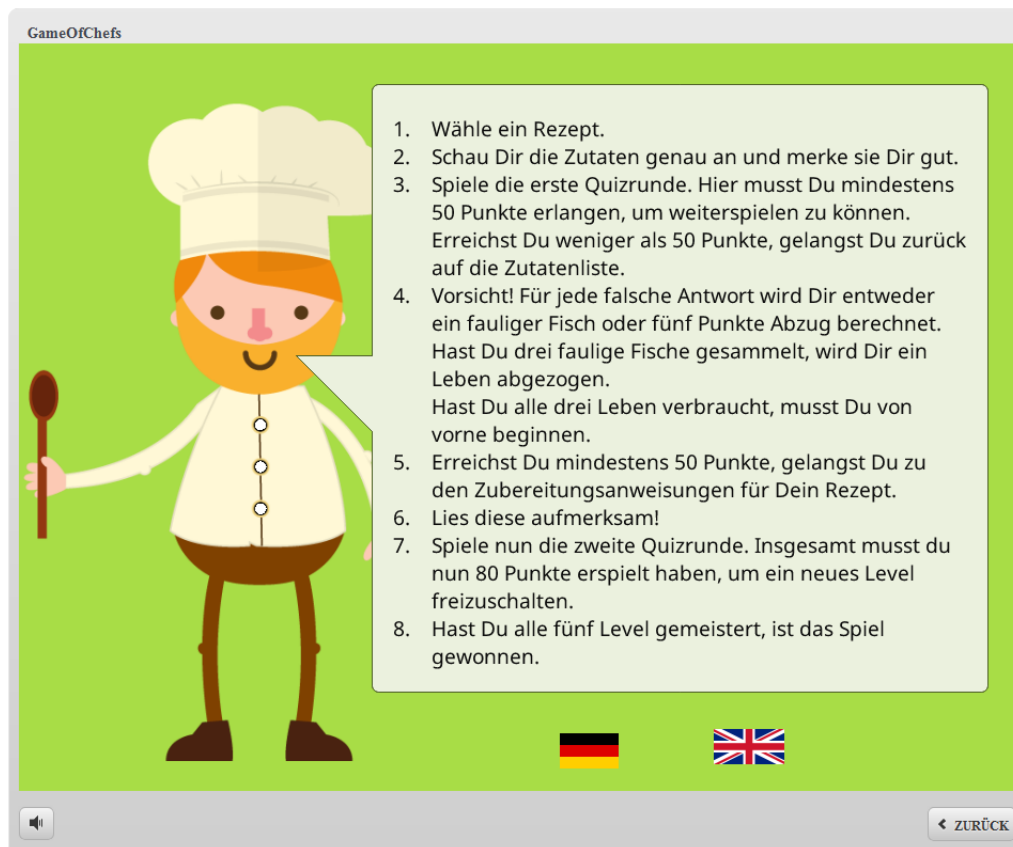 GameOfChefs
1. Wähle ein Rezept.
2. Schau Dir die Zutaten genau an und merke sie Dir gut.
3. Spiele die erste Quizrunde. Hier musst Du mindestens
50 Punkte erlangen, um weiterspielen zu können.
Erreichst Du weniger als 50 Punkte, gelangst Du zurück
auf die Zutatenliste.
4. Vorsicht! Für jede falsche Antwort wird Dir entweder
ein fauliger Fisch oder fünf Punkte Abzug berechnet.
Hast Du drei faulige Fische gesammelt, wird Dir ein
Leben abgezogen.
Hast Du alle drei Leben verbraucht, musst Du von
vorne beginnen.
5. Erreichst Du mindestens 50 Punkte, gelangst Du zu
den Zubereitungsanweisungen für Dein Rezept.
6. Lies diese aufmerksam!
7. Spiele nun die zweite Quizrunde. Insgesamt musst du
nun 80 Punkte erspielt haben, um ein neues Level
freizuschalten.
8. Hast Du alle fünf Level gemeistert, ist das Spiel
gewonnen.
ZURÜCK